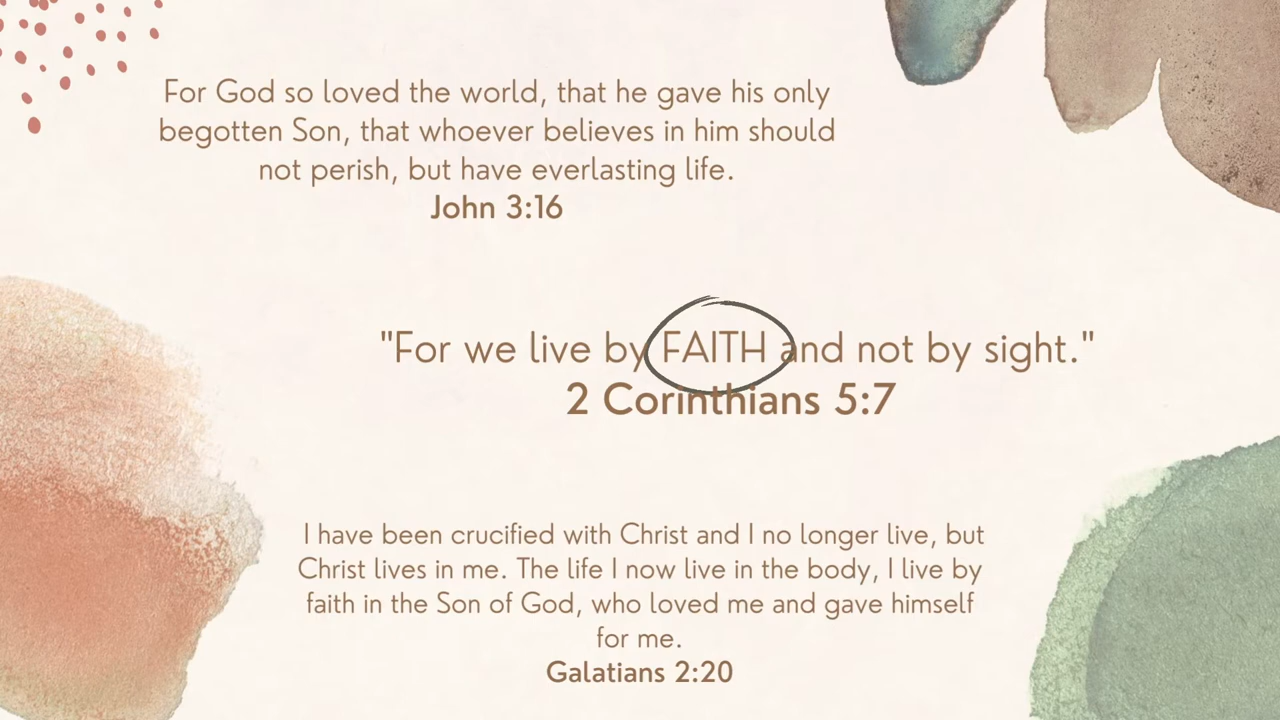 For God so loved the world, that he gave his only
begotten Son, that whoever believes in him should
not perish, but have everlasting life.
John 3:16
"For we live by FAITH and not by sight."
2 Corinthians 5:7
I have been crucified with Christ and I no longer live, but
Christ lives in me. The life I now live in the body, I live by
faith in the Son of God, who loved me and gave himself
for me.
Galatians 2:20